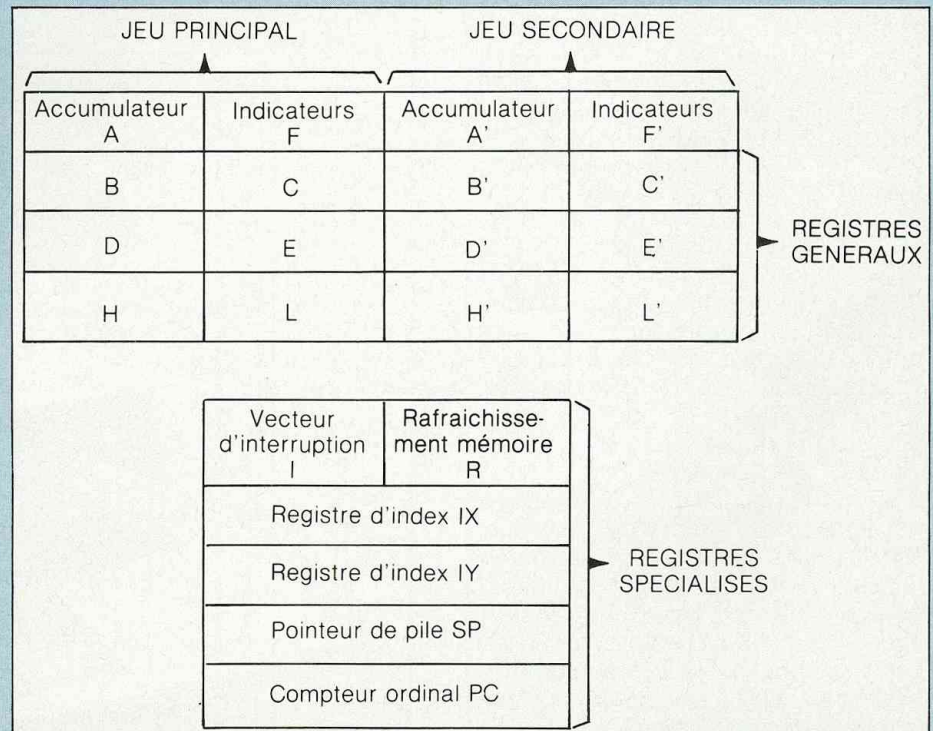 JEU PRINCIPAL
JEU SECONDAIRE
Accumulateur
A
Indicateurs
F
Accumulateur
A'
Indicateurs
F'
B
C
B'
C'
D
E
D'
E'
H
L
H'
L'
REGISTRES
GENERAUX
Vecteur
d'interruption
I
Rafraichisse-
ment mémoire
R
Registre d'index IX
Registre d'index IY
Pointeur de pile SP
Compteur ordinal PC
REGISTRES
SPECIALISES